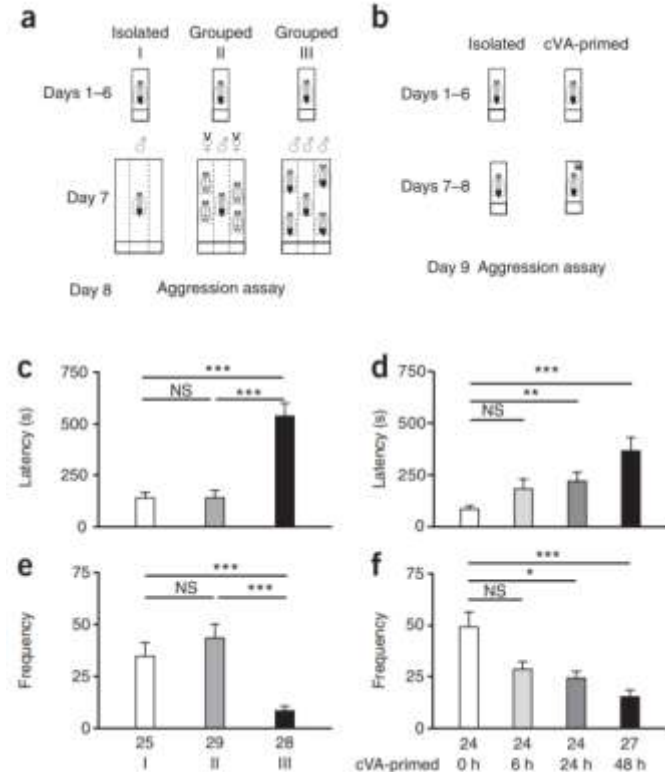 a
Isolated Grouped Grouped
I II III
Days 1–6
♂ V♀ ♂ V♀ ♂ ♂ ♂
Day 7
Day 8 Aggression assay
b
Isolated cVA-primed
Days 1–6
Days 7–8
Day 9 Aggression assay
c
Latency (s)
750
500
250
0
***
NS ***
d
Latency (s)
750
500
250
0
***
**
NS
e
Frequency
75
50
25
0
***
NS ***
25 29 28
I II III
f
Frequency
75
50
25
0
***
*
NS
24 24 24 27
cVA-primed 0 h 6 h 24 h 48 h